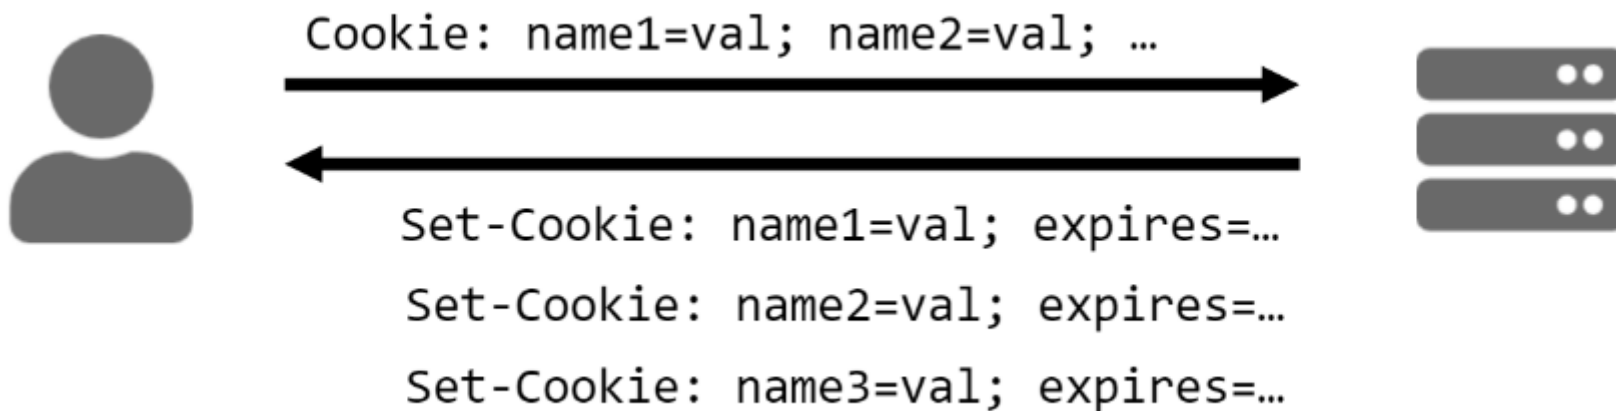 Cookie: name1=val; name2=val; …
Set-Cookie: name1=val; expires=…
Set-Cookie: name2=val; expires=…
Set-Cookie: name3=val; expires=…